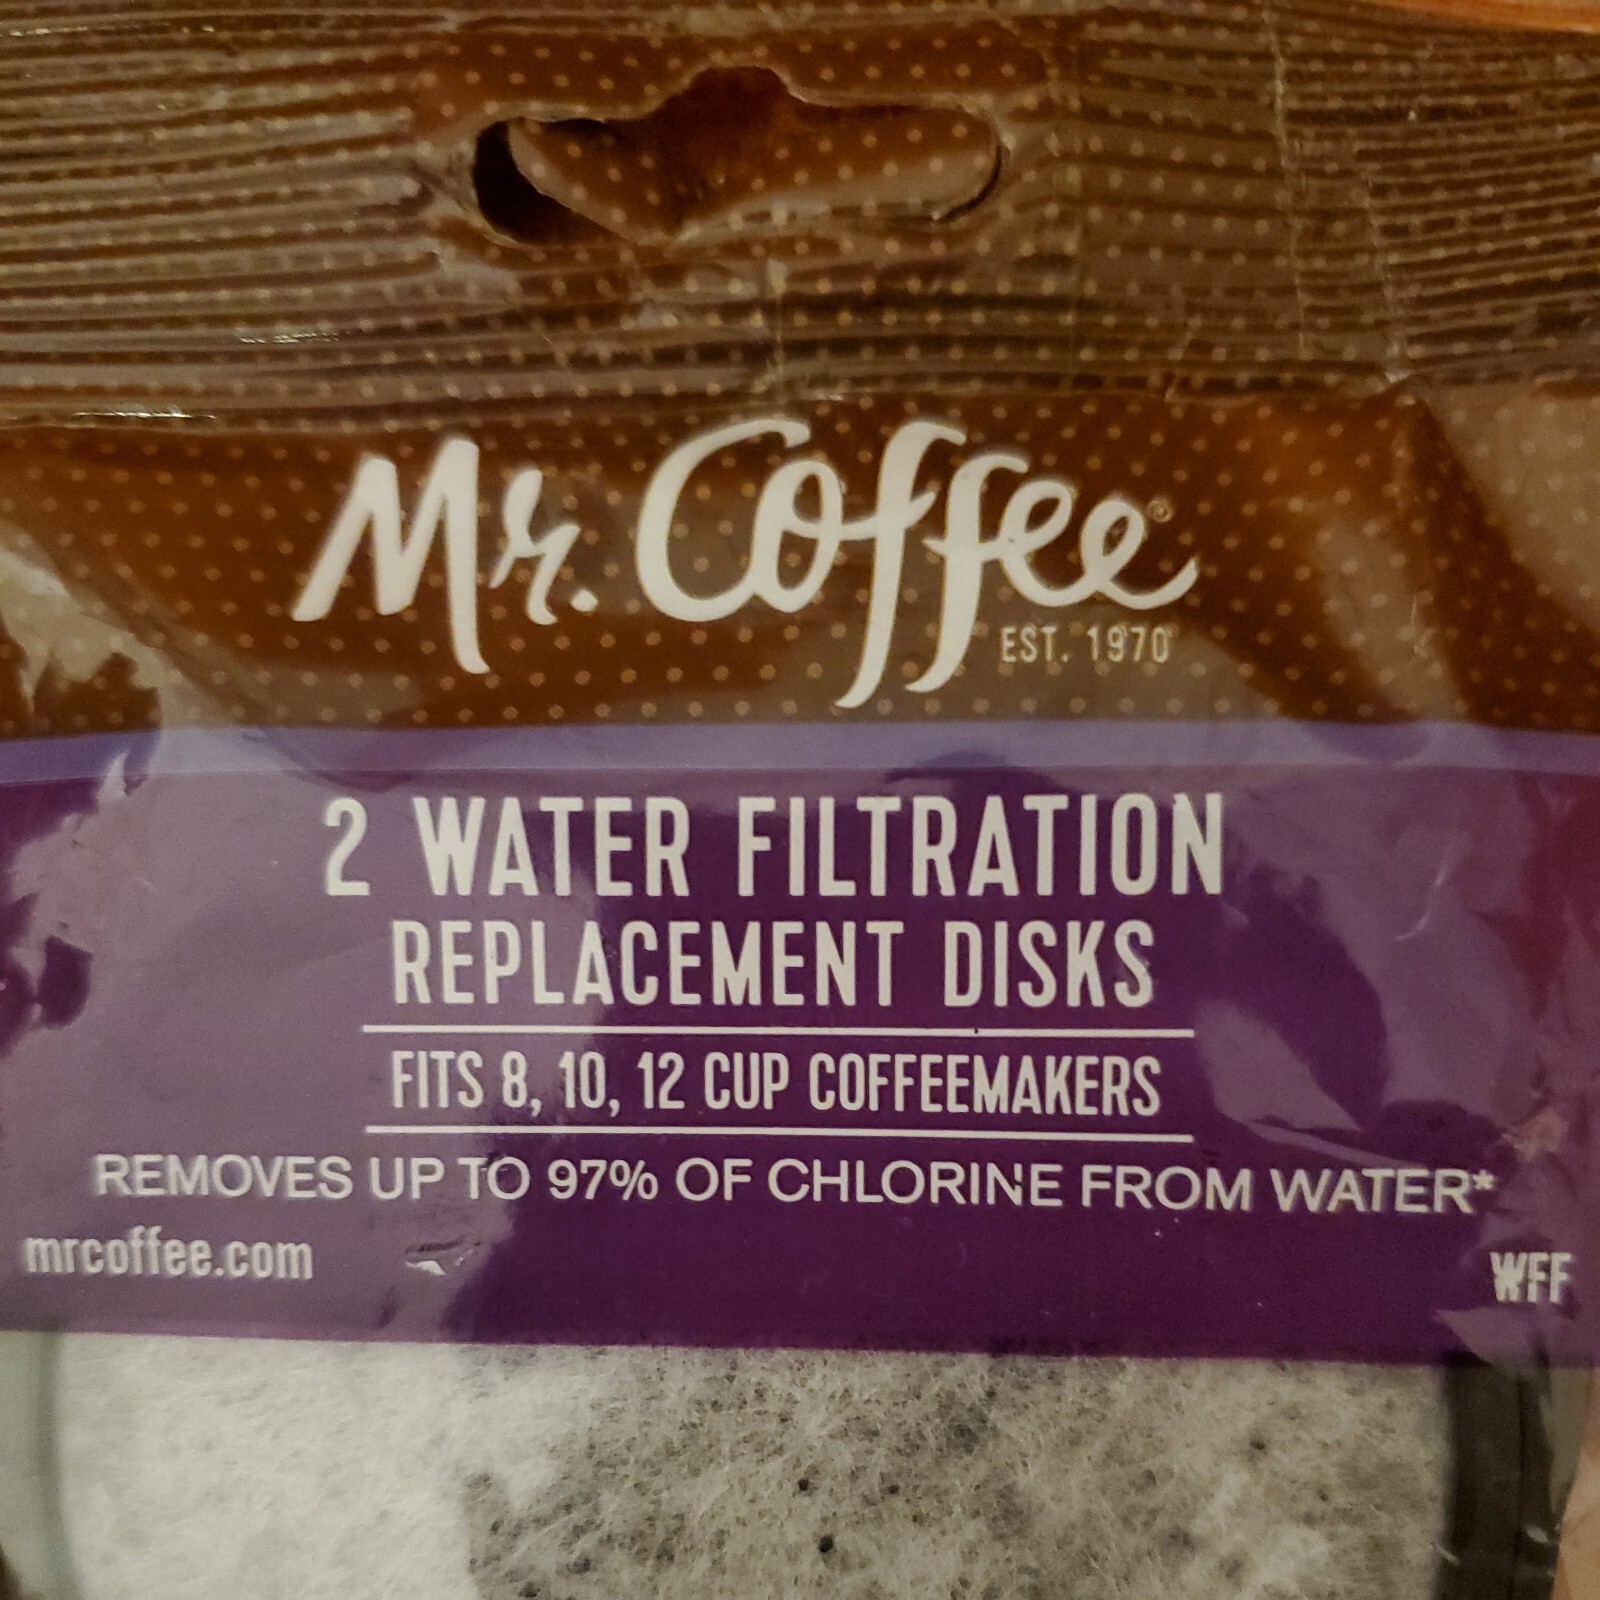 Mr. Coffee®
EST. 1970
2 WATER FILTRATION
REPLACEMENT DISKS
FITS 8, 10, 12 CUP COFFEEMAKERS
REMOVES UP TO 97% OF CHLORINE FROM WATER*
mrcoffee.com
WFF